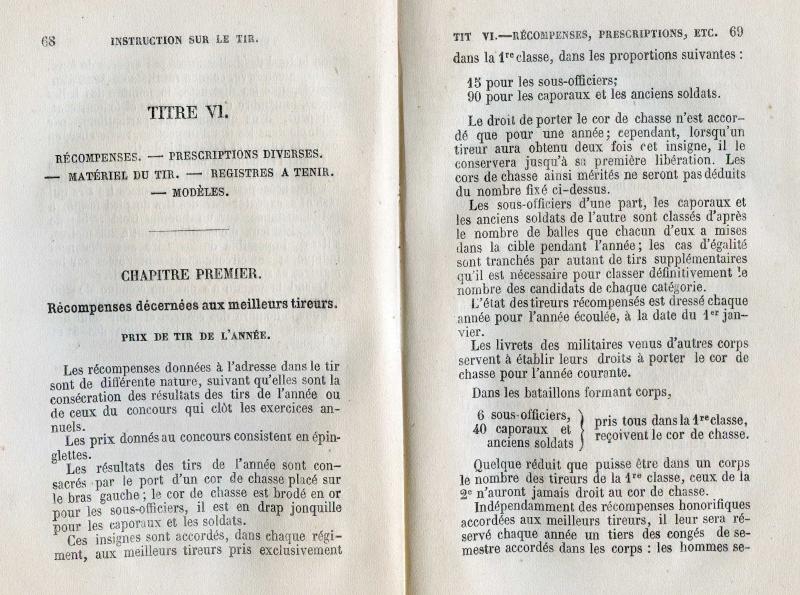 68 INSTRUCTION SUR LE TIR.
TITRE VI.
RÉCOMPENSES. — PRESCRIPTIONS DIVERSES.
— MATÉRIEL DU TIR. — REGISTRES A TENIR.
— MODÈLES.
CHAPITRE PREMIER.
Récompenses décernées aux meilleurs tireurs.
PRIX DE TIR DE L'ANNÉE.
Les récompenses données à l'adresse dans le tir
sont de différente nature, suivant qu'elles sont la
consécration des résultats des tirs de l'année ou
de ceux du concours qui clôt les exercices an-
nuels.
Les prix donnés au concours consistent en épin-
glettes.
Les résultats des tirs de l'année sont con-
sacrés par le port d'un cor de chasse placé sur
le bras gauche; le cor de chasse est brodé en or
pour les sous-officiers, il est en drap jonquille
pour les caporaux et les soldats.
Ces insignes sont accordés, dans chaque régi-
ment, aux meilleurs tireurs pris exclusivement
TIT VI.—RÉCOMPENSES, PRESCRIPTIONS, ETC. 69
dans la 1re classe, dans les proportions suivantes :
15 pour les sous-officiers;
90 pour les caporaux et les anciens soldats.
Le droit de porter le cor de chasse n'est accor-
dé que pour une année; cependant, lorsqu'un
tireur aura obtenu deux fois cet insigne, il le
conservera jusqu'à sa première libération. Les
cors de chasse ainsi mérités ne seront pas déduits
du nombre fixé ci-dessus.
Les sous-officiers d'une part, les caporaux et
les anciens soldats de l'autre sont classés d'après
le nombre de balles que chacun d'eux a mises
dans la cible pendant l'année; les cas d'égalité
sont tranchés par autant de tirs supplémentaires
qu'il est nécessaire pour classer définitivement le
nombre des candidats de chaque catégorie.
L'état des tireurs récompensés est dressé chaque
année pour l'année écoulée, à la date du 1er jan-
vier.
Les livrets des militaires venus d'autres corps
servent à établir leurs droits à porter le cor de
chasse pour l'année courante.
Dans les bataillons formant corps,
6 sous-officiers,
40 caporaux et
anciens soldats
} pris tous dans la 1re classe,
reçoivent le cor de chasse.
Quelque réduit que puisse être dans un corps
le nombre des tireurs de la 1re classe, ceux de la
2e n'auront jamais droit au cor de chasse.
Indépendamment des récompenses honorifiques
accordées aux meilleurs tireurs, il leur sera ré-
servé chaque année un tiers des congés de se-
mestre accordés dans les corps : les hommes se-